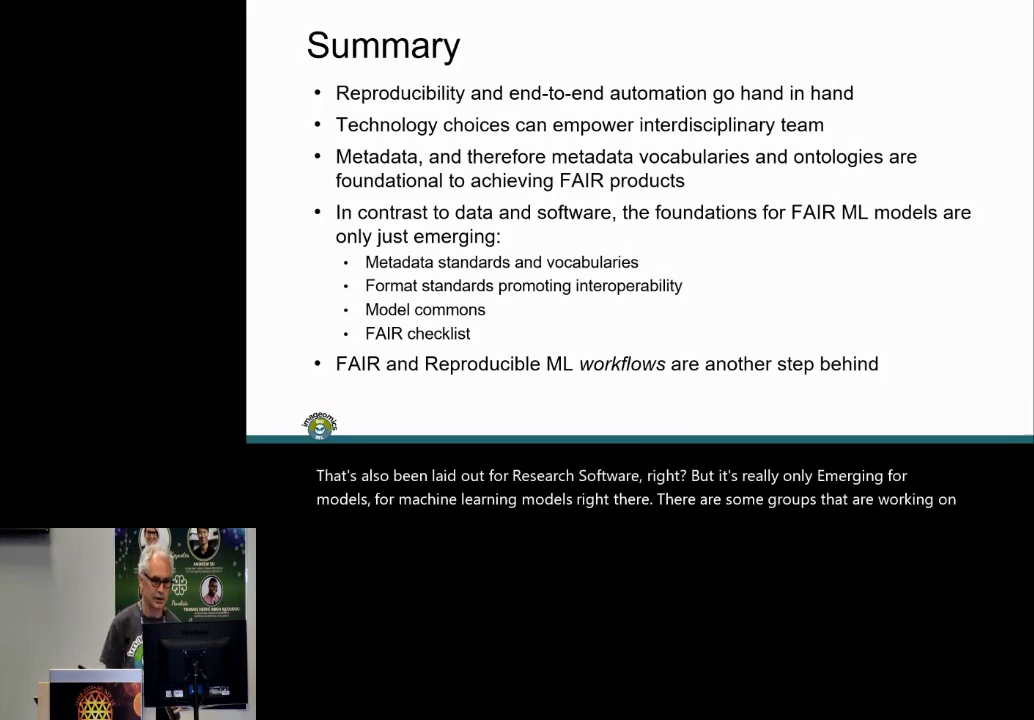 Summary
• Reproducibility and end-to-end automation go hand in hand
• Technology choices can empower interdisciplinary team
• Metadata, and therefore metadata vocabularies and ontologies are
foundational to achieving FAIR products
• In contrast to data and software, the foundations for FAIR ML models are
only just emerging:
• Metadata standards and vocabularies
• Format standards promoting interoperability
• Model commons
• FAIR checklist
• FAIR and Reproducible ML workflows are another step behind
imageomics
That's also been laid out for Research Software, right? But it's really only Emerging for
models, for machine learning models right there. There are some groups that are working on
Keynotes
ANDREW SU
Panelists